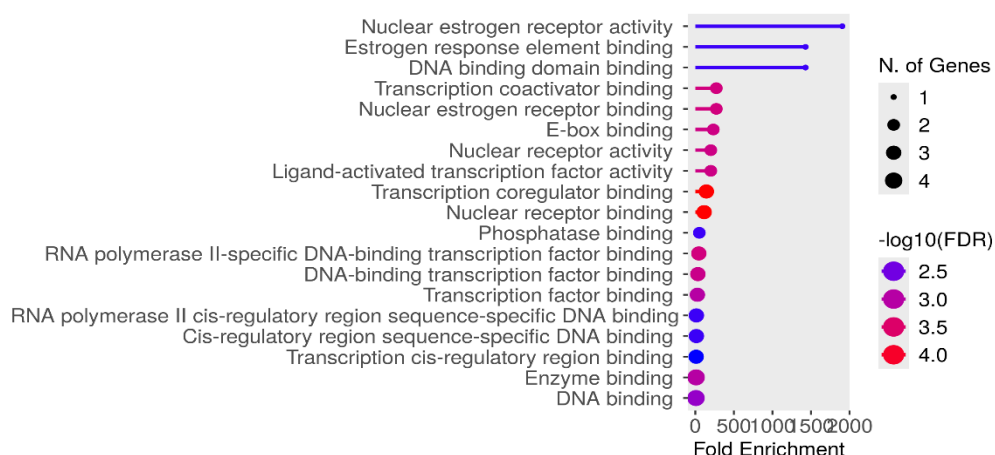 Nuclear estrogen receptor activity
Estrogen response element binding
DNA binding domain binding
Transcription coactivator binding
Nuclear estrogen receptor binding
E-box binding
Nuclear receptor activity
Ligand-activated transcription factor activity
Transcription coregulator binding
Nuclear receptor binding
Phosphatase binding
RNA polymerase II-specific DNA-binding transcription factor binding
DNA-binding transcription factor binding
Transcription factor binding
RNA polymerase II cis-regulatory region sequence-specific DNA binding
Cis-regulatory region sequence-specific DNA binding
Transcription cis-regulatory region binding
Enzyme binding
DNA binding
0 500 1000 1500 2000
Fold Enrichment
N. of Genes
1
2
3
4
-log10(FDR)
2.5
3.0
3.5
4.0